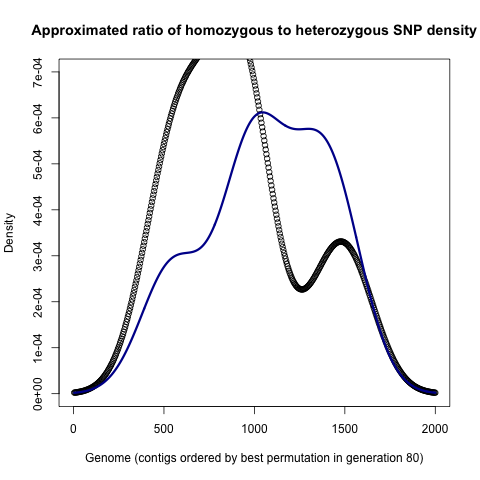 Approximated ratio of homozygous to heterozygous SNP density
7e-04
6e-04
5e-04
4e-04
3e-04
2e-04
1e-04
0e+00
Density
0 500 1000 1500 2000
Genome (contigs ordered by best permutation in generation 80)